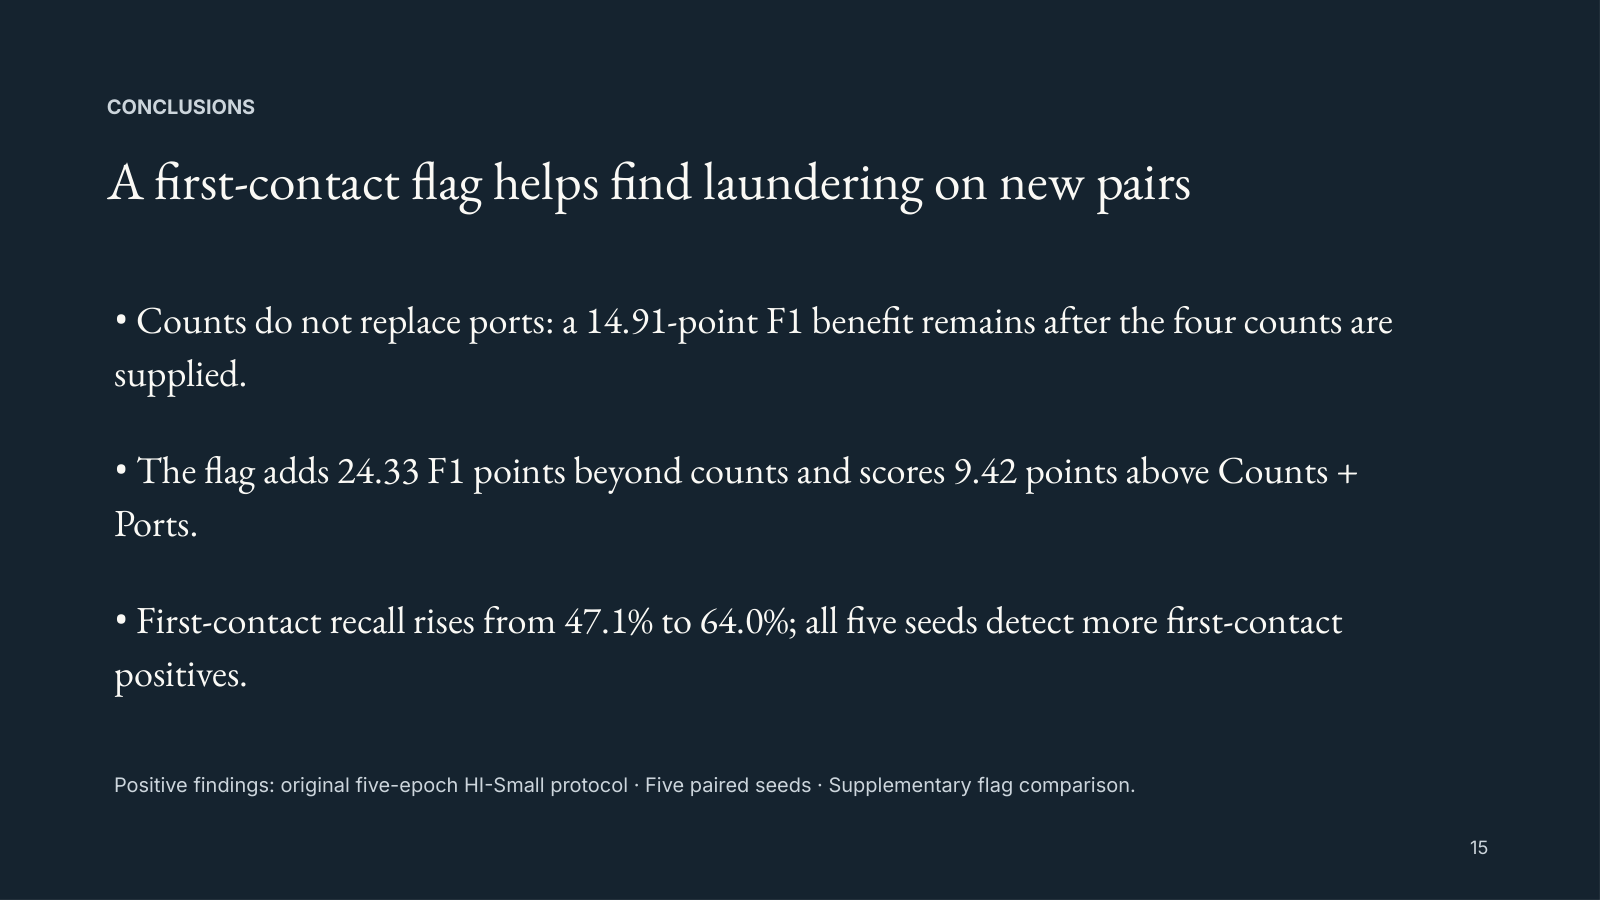 CONCLUSIONS
A first-contact flag helps find laundering on new pairs
• Counts do not replace ports: a 14.91-point F1 benefit remains after the four counts are
supplied.
• The flag adds 24.33 F1 points beyond counts and scores 9.42 points above Counts +
Ports.
• First-contact recall rises from 47.1% to 64.0%; all five seeds detect more first-contact
positives.
Positive findings: original five-epoch HI-Small protocol · Five paired seeds · Supplementary flag comparison.
15